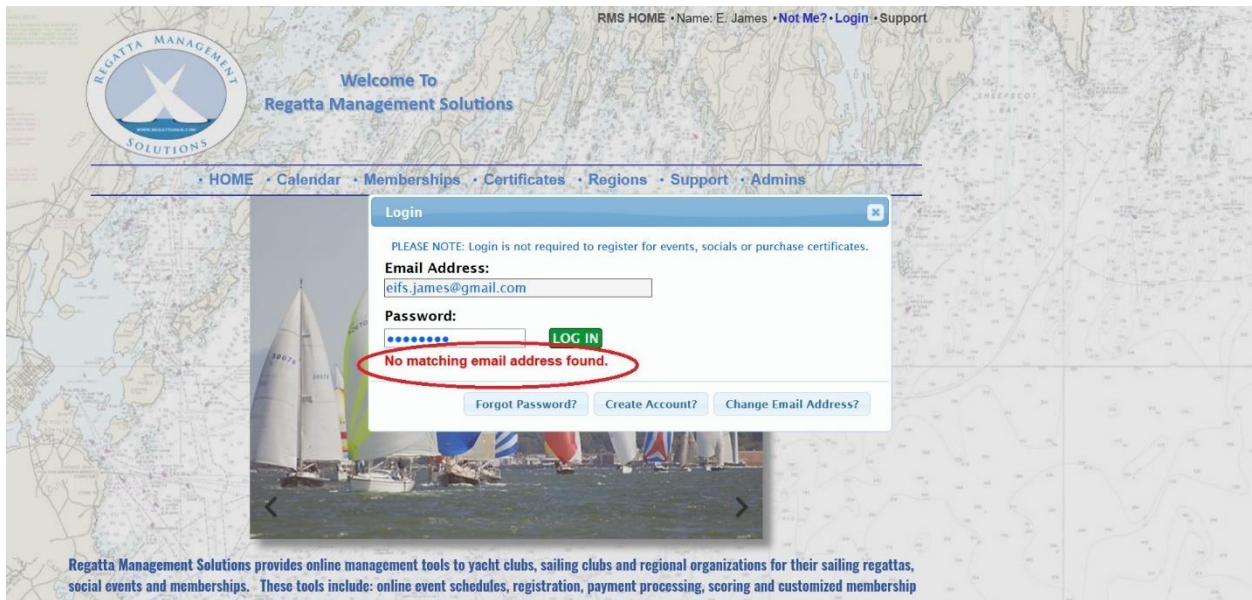 RMS HOME • Name: E. James • Not Me? • Login • Support
REGATTA MANAGEMENT
SOLUTIONS
Welcome To
Regatta Management Solutions
• HOME • Calendar • Memberships • Certificates • Regions • Support • Admins
Login
PLEASE NOTE: Login is not required to register for events, socials or purchase certificates.
Email Address:
eifs.james@gmail.com
Password:
LOG IN
No matching email address found.
Forgot Password? Create Account? Change Email Address?
Regatta Management Solutions provides online management tools to yacht clubs, sailing clubs and regional organizations for their sailing regattas,
social events and memberships. These tools include: online event schedules, registration, payment processing, scoring and customized membership